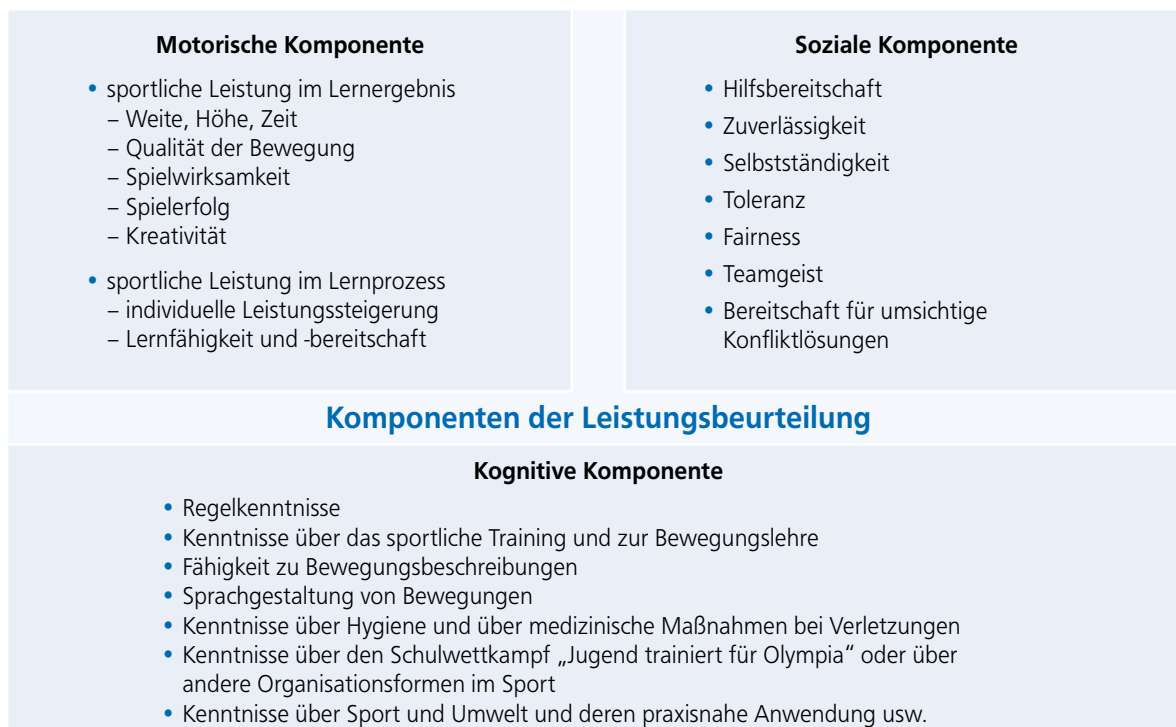 Motorische Komponente
• sportliche Leistung im Lernergebnis
– Weite, Höhe, Zeit
– Qualität der Bewegung
– Spielwirksamkeit
– Spielerfolg
– Kreativität
• sportliche Leistung im Lernprozess
– individuelle Leistungssteigerung
– Lernfähigkeit und -bereitschaft
Soziale Komponente
• Hilfsbereitschaft
• Zuverlässigkeit
• Selbstständigkeit
• Toleranz
• Fairness
• Teamgeist
• Bereitschaft für umsichtige
Konfliktlösungen
Komponenten der Leistungsbeurteilung
Kognitive Komponente
• Regelkenntnisse
• Kenntnisse über das sportliche Training und zur Bewegungslehre
• Fähigkeit zu Bewegungsbeschreibungen
• Sprachgestaltung von Bewegungen
• Kenntnisse über Hygiene und über medizinische Maßnahmen bei Verletzungen
• Kenntnisse über den Schulwettkampf „Jugend trainiert für Olympia“ oder über
andere Organisationsformen im Sport
• Kenntnisse über Sport und Umwelt und deren praxisnahe Anwendung usw.